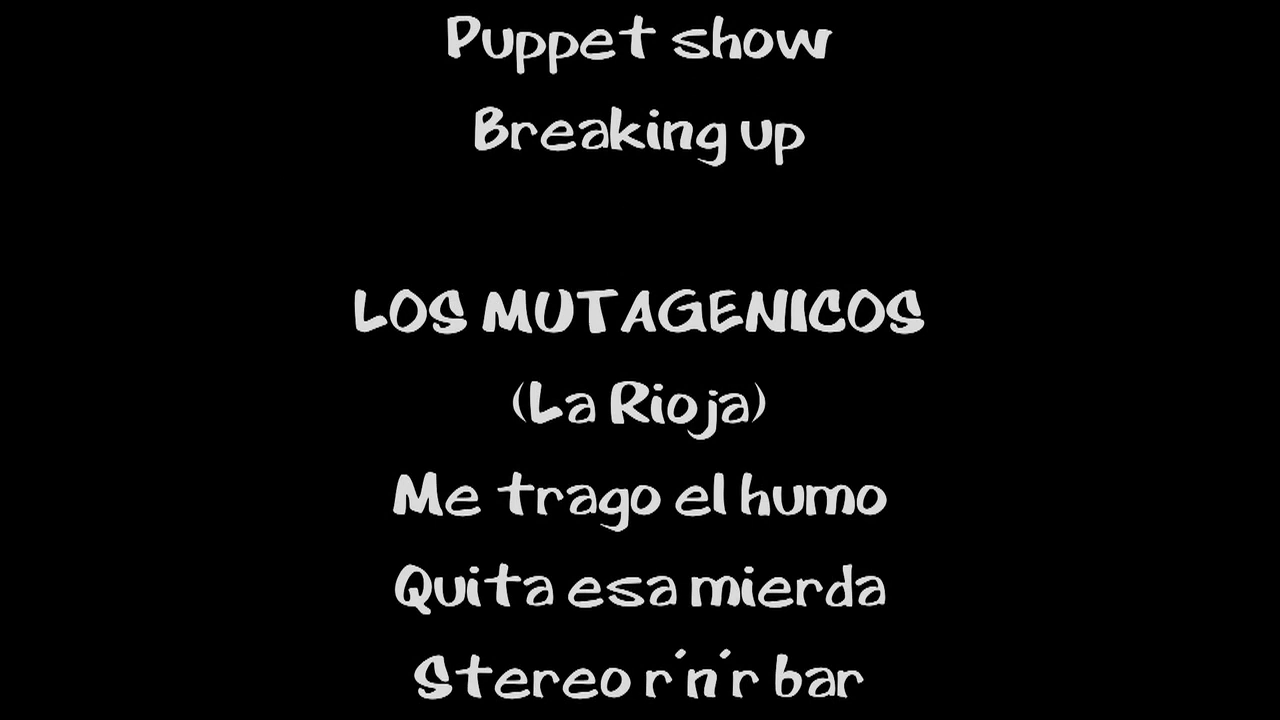 Puppet show
Breaking up
LOS MUTAGENICOS
(La Rioja)
Me trago el humo
Quita esa mierda
Stereo r´n´r bar